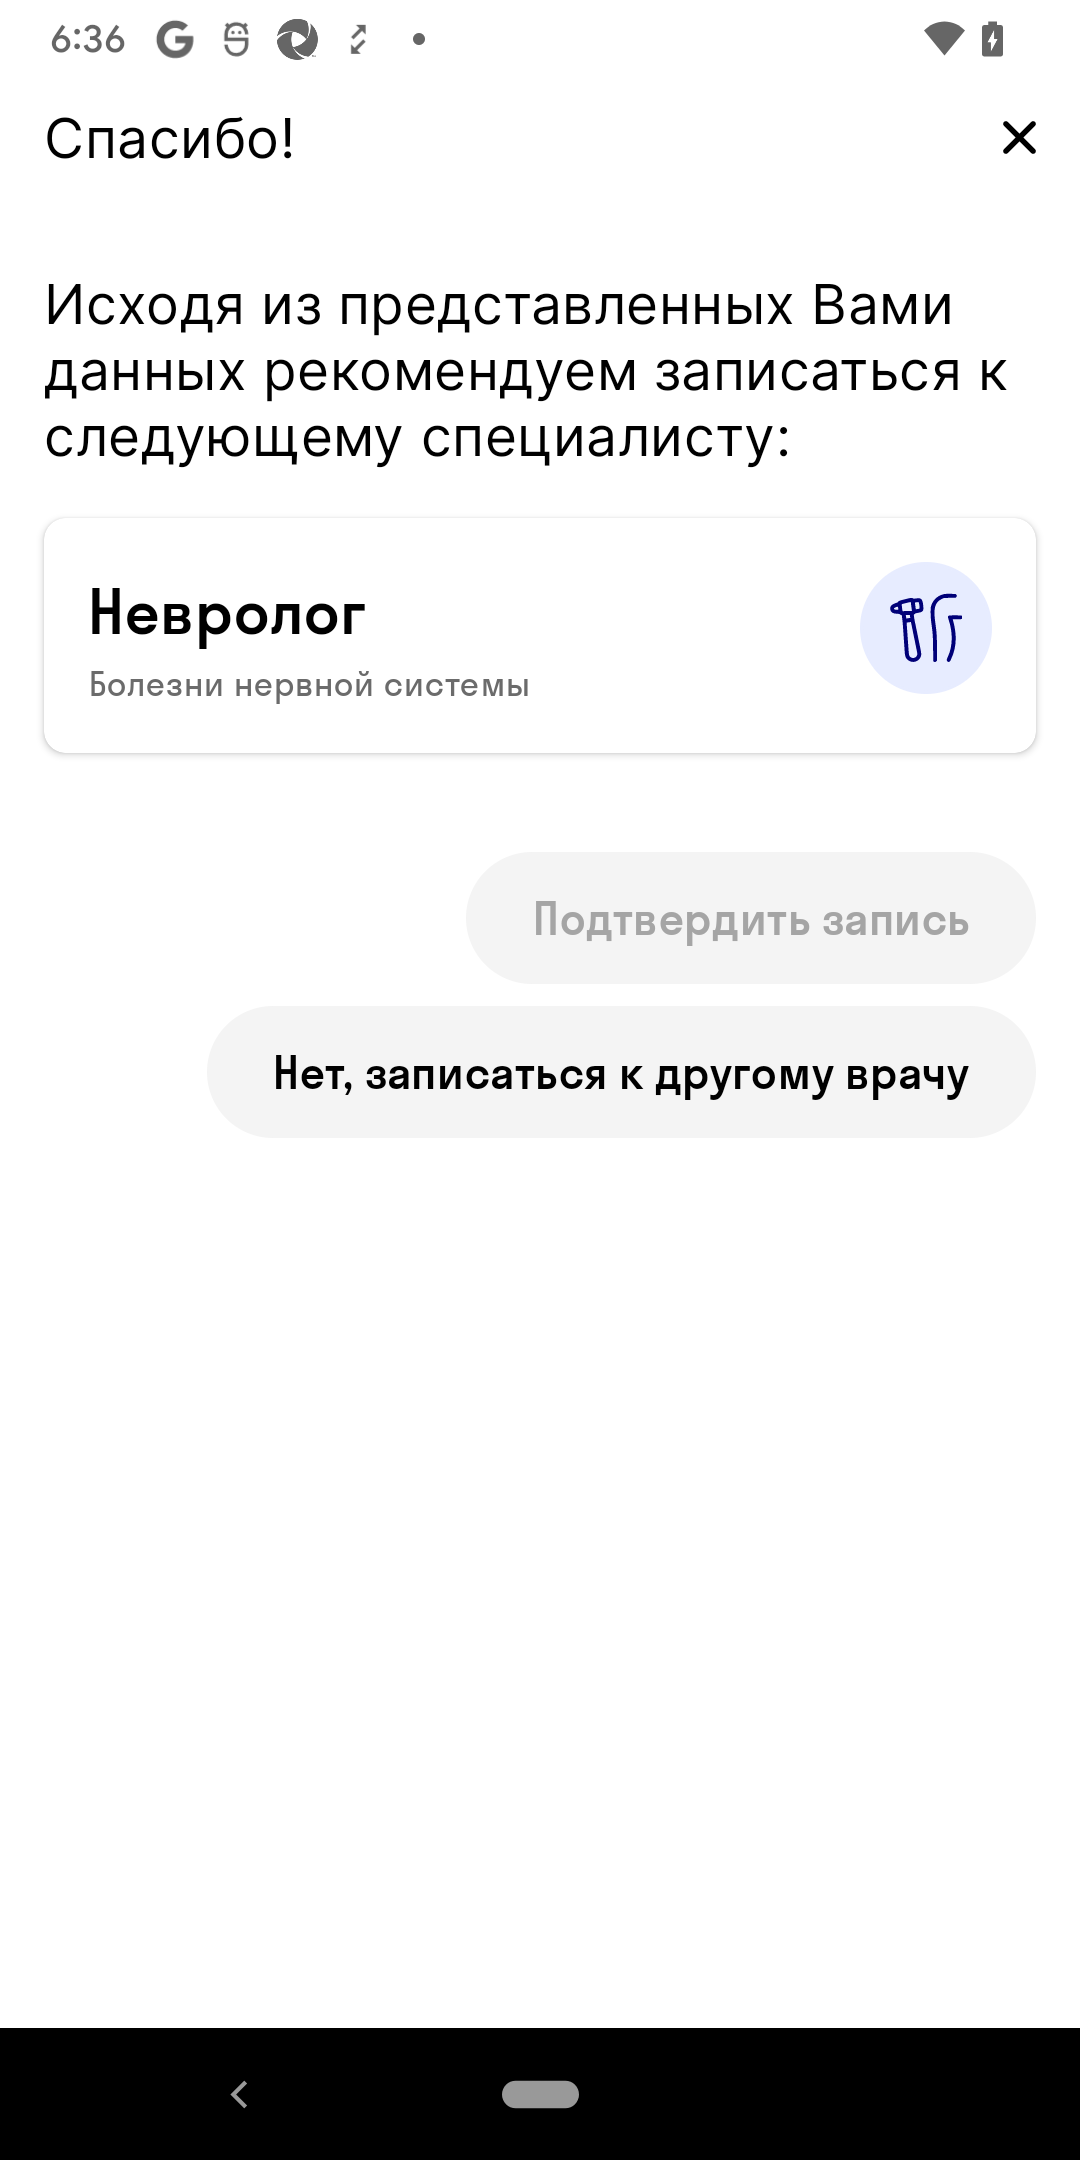 6:36
Спасибо!
Исходя из представленных Вами
данных рекомендуем записаться к
следующему специалисту:
Невролог
Болезни нервной системы
Подтвердить запись
Нет, записаться к другому врачу